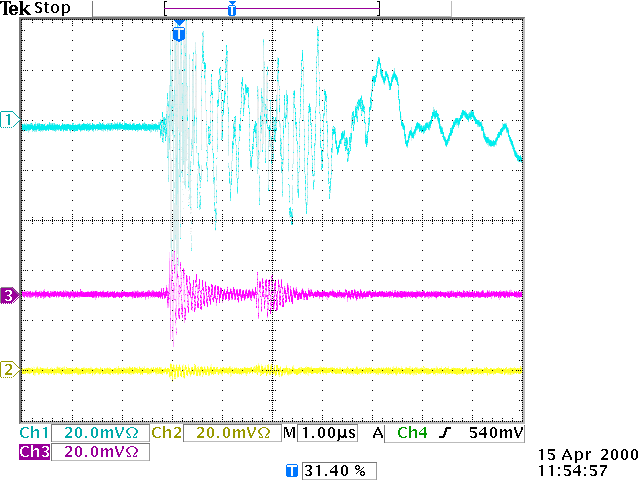 Tek Stop
T
T
1
3
2
Ch1 20.0mVΩ Ch2 20.0mVΩ M 1.00µs A Ch4 ƒ 540mV
Ch3 20.0mVΩ
T 31.40 %
15 Apr 2000
11:54:57